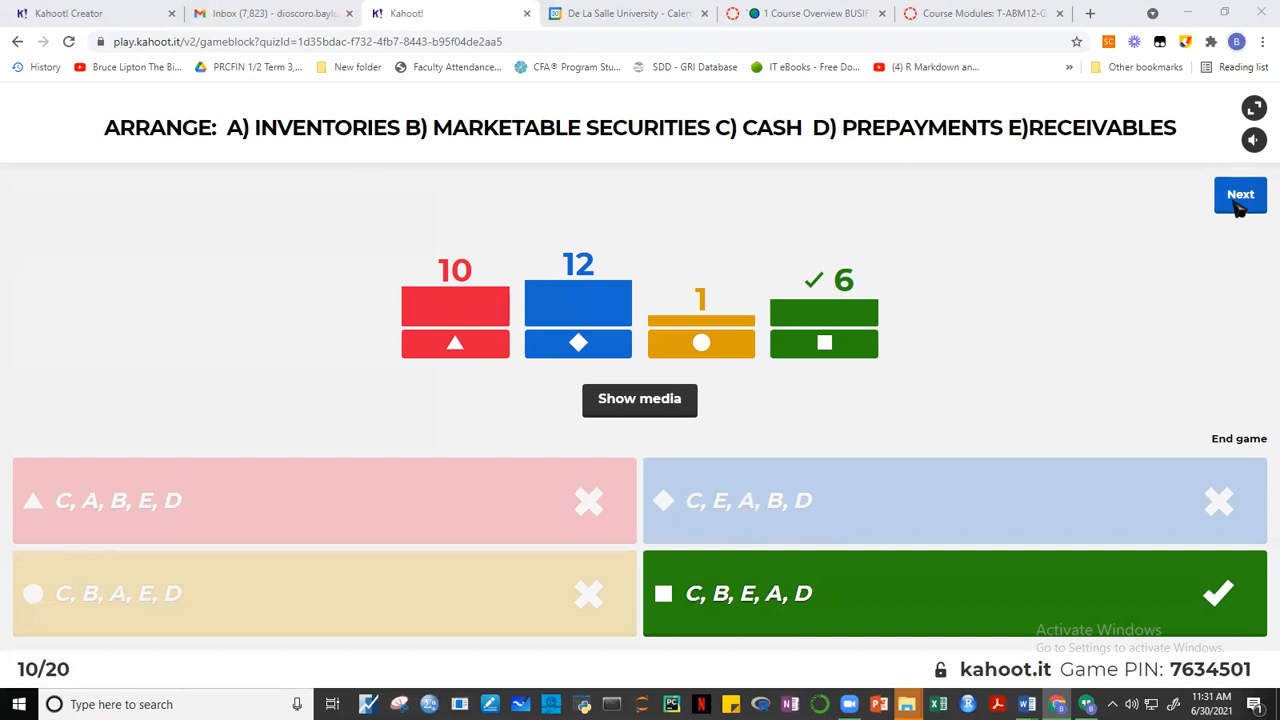 Kahoot! Creator
Inbox (7,823) - dioscoro.baylo
Kahoot!
De La Salle University - Calen
1 Course Overview BUSIF
Course Modules: T-ABM12-G
play.kahoot.it/v2/gameblock?quizId=1d35bdac-f732-4fb7-8443-b95f04de2aa5
History
Bruce Lipton The Bi...
PRCFIN 1/2 Term 3,...
New folder
Faculty Attendance...
CFA® Program Stu...
SDD - GRI Database
IT eBooks - Free Do...
(4) R Markdown an...
» Other bookmarks
Reading list
ARRANGE: A) INVENTORIES B) MARKETABLE SECURITIES C) CASH D) PREPAYMENTS E)RECEIVABLES
Next
10
12
1
6
Show media
End game
C, A, B, E, D
C, E, A, B, D
C, B, A, E, D
C, B, E, A, D
Activate Windows
Go to Settings to activate Windows.
10/20
kahoot.it Game PIN: 7634501
Type here to search
11:31 AM
6/30/2021